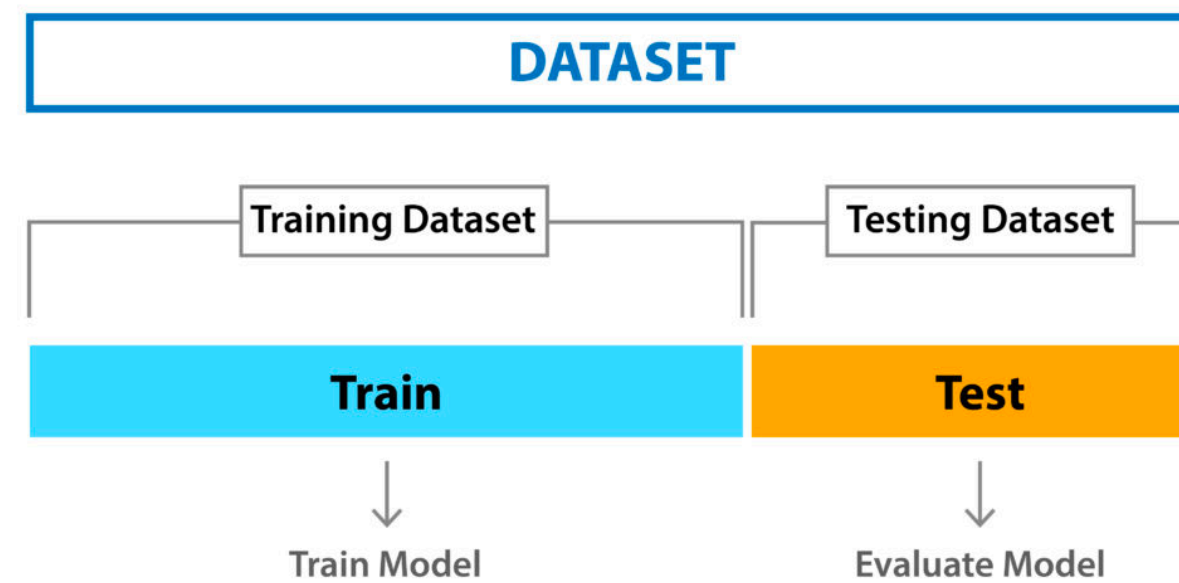 DATASET
Training Dataset
Testing Dataset
Train
Test
Train Model
Evaluate Model